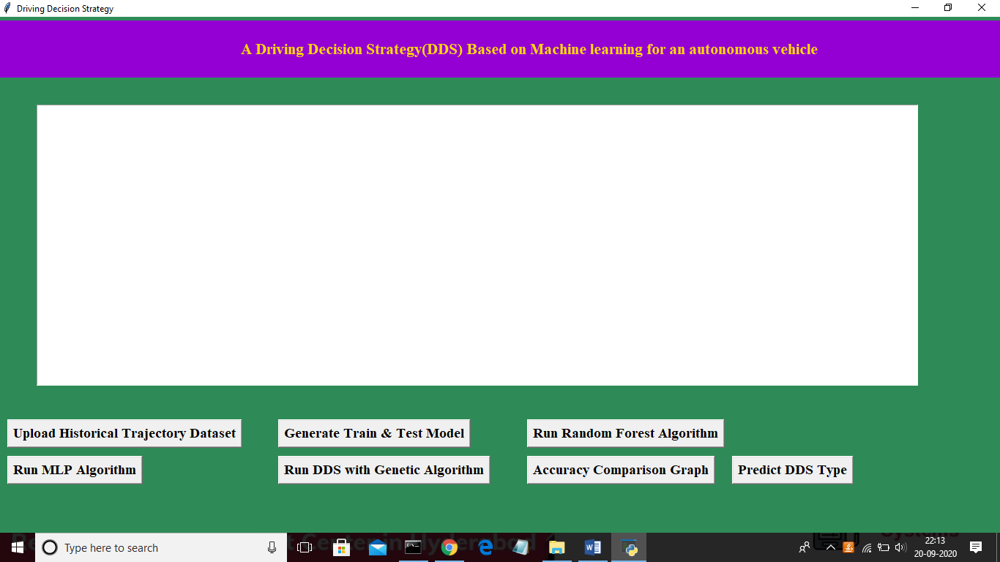 Driving Decision Strategy
A Driving Decision Strategy(DDS) Based on Machine learning for an autonomous vehicle
Upload Historical Trajectory Dataset
Generate Train & Test Model
Run Random Forest Algorithm
Run MLP Algorithm
Run DDS with Genetic Algorithm
Accuracy Comparison Graph
Predict DDS Type
Type here to search
22:13
20-09-2020